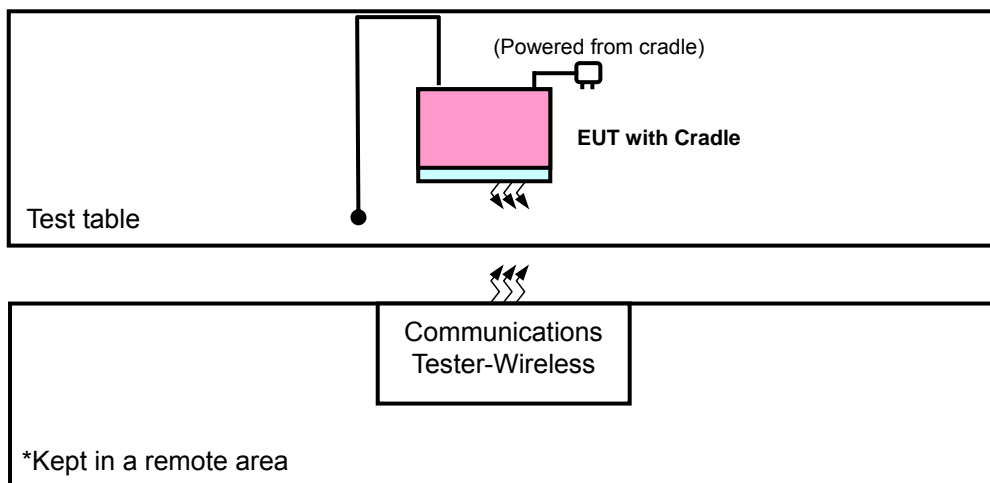 (Powered from cradle)
EUT with Cradle
Test table
Communications
Tester-Wireless
*Kept in a remote area